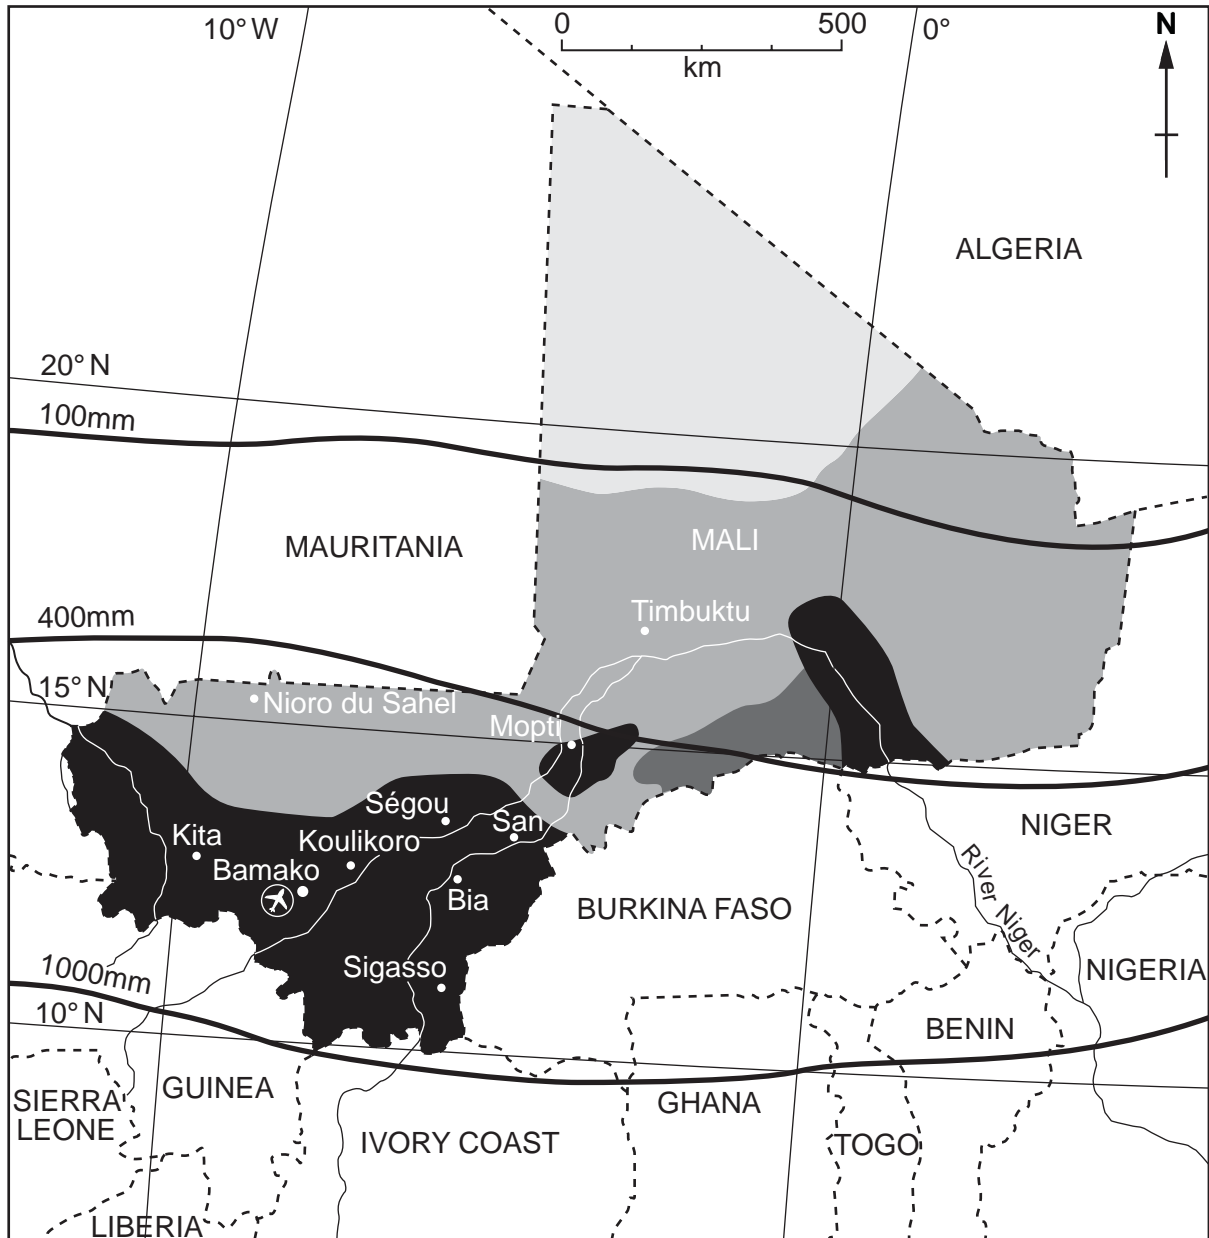 10° W
0
500
0°
N
km
ALGERIA
20° N
100mm
MAURITANIA
MALI
400mm
Timbuktu
15° N
Nioro du Sahel
Mopti
Ségou
San
Kita
Koulikoro
NIGER
Bamako
Bia
BURKINA FASO
River Niger
Sigasso
1000mm
NIGERIA
10° N
BENIN
GUINEA
SIERRA
LEONE
GHANA
IVORY COAST
TOGO
LIBERIA